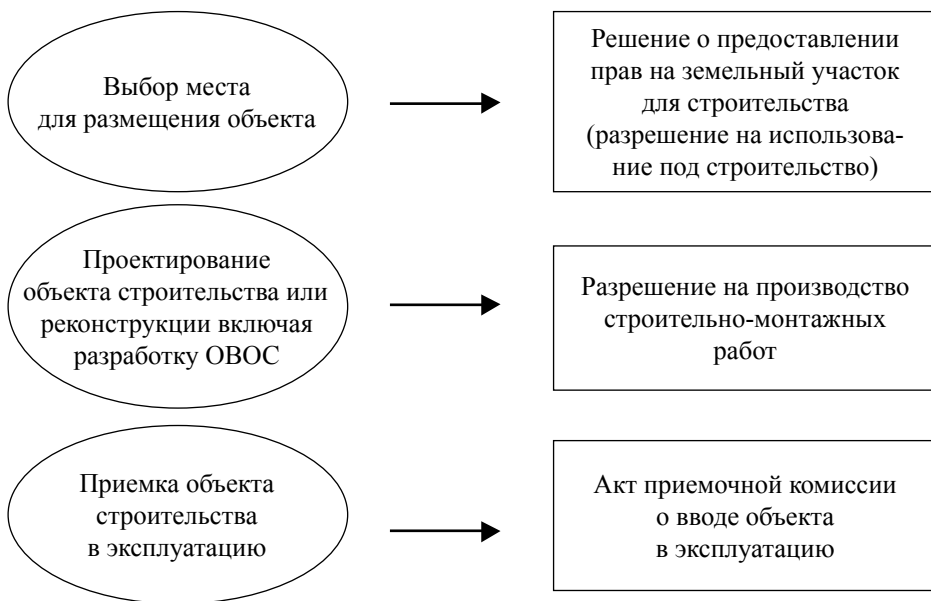 Выбор места
для размещения объекта
Решение о предоставлении
прав на земельный участок
для строительства
(разрешение на использова-
ние под строительство)
Проектирование
объекта строительства или
реконструкции включая
разработку ОВОС
Разрешение на производство
строительно-монтажных
работ
Приемка объекта
строительства
в эксплуатацию
Акт приемочной комиссии
о вводе объекта
в эксплуатацию